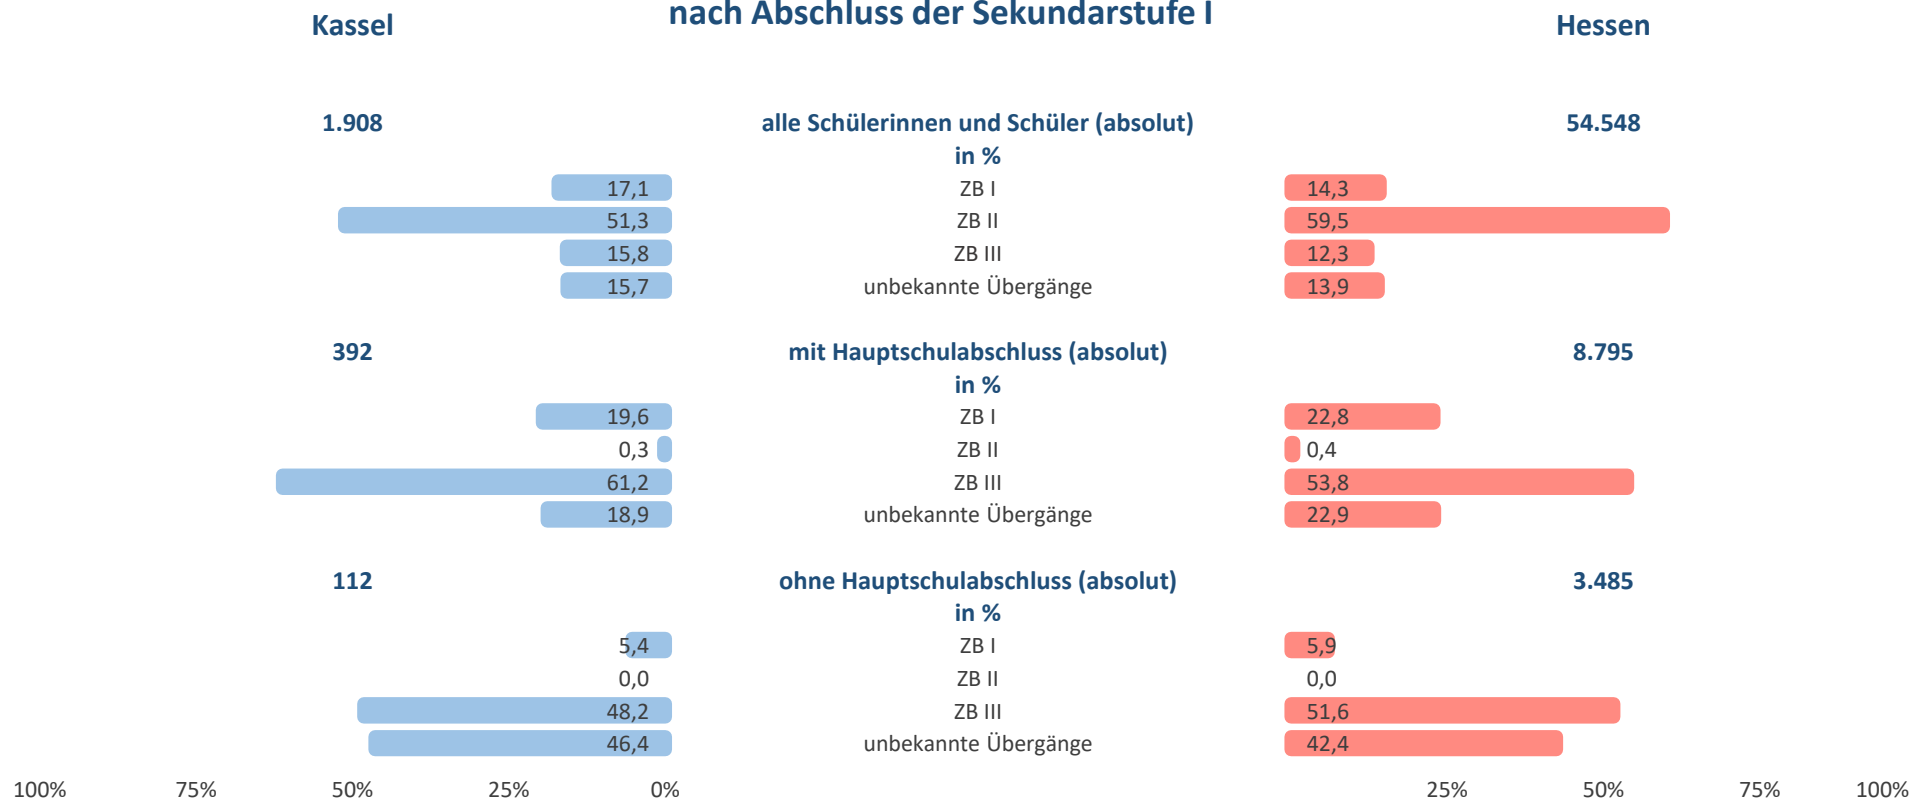 nach Abschluss der Sekundarstufe I
Kassel Hessen
1.908 alle Schülerinnen und Schüler (absolut) 54.548
in %
17,1 ZB I 14,3
51,3 ZB II 59,5
15,8 ZB III 12,3
15,7 unbekannte Übergänge 13,9
392 mit Hauptschulabschluss (absolut) 8.795
in %
19,6 ZB I 22,8
0,3 ZB II 0,4
61,2 ZB III 53,8
18,9 unbekannte Übergänge 22,9
112 ohne Hauptschulabschluss (absolut) 3.485
in %
5,4 ZB I 5,9
0,0 ZB II 0,0
48,2 ZB III 51,6
46,4 unbekannte Übergänge 42,4
100% 75% 50% 25% 0% 25% 50% 75% 100%